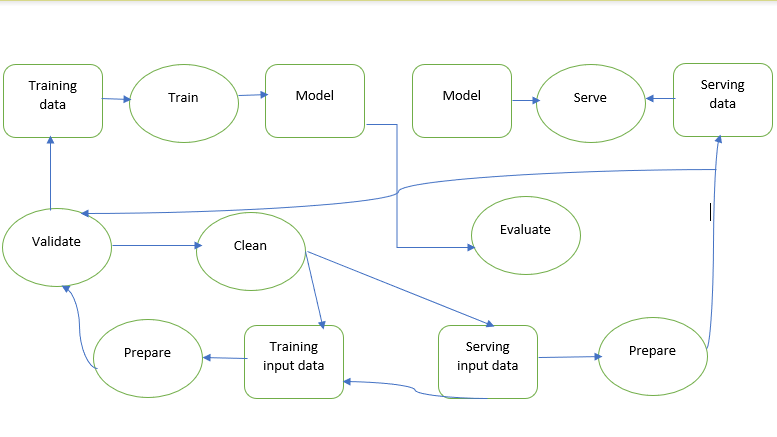 Training
data
Train
Model
Model
Serve
Serving
data
Validate
Clean
Evaluate
Prepare
Training
input data
Serving
input data
Prepare